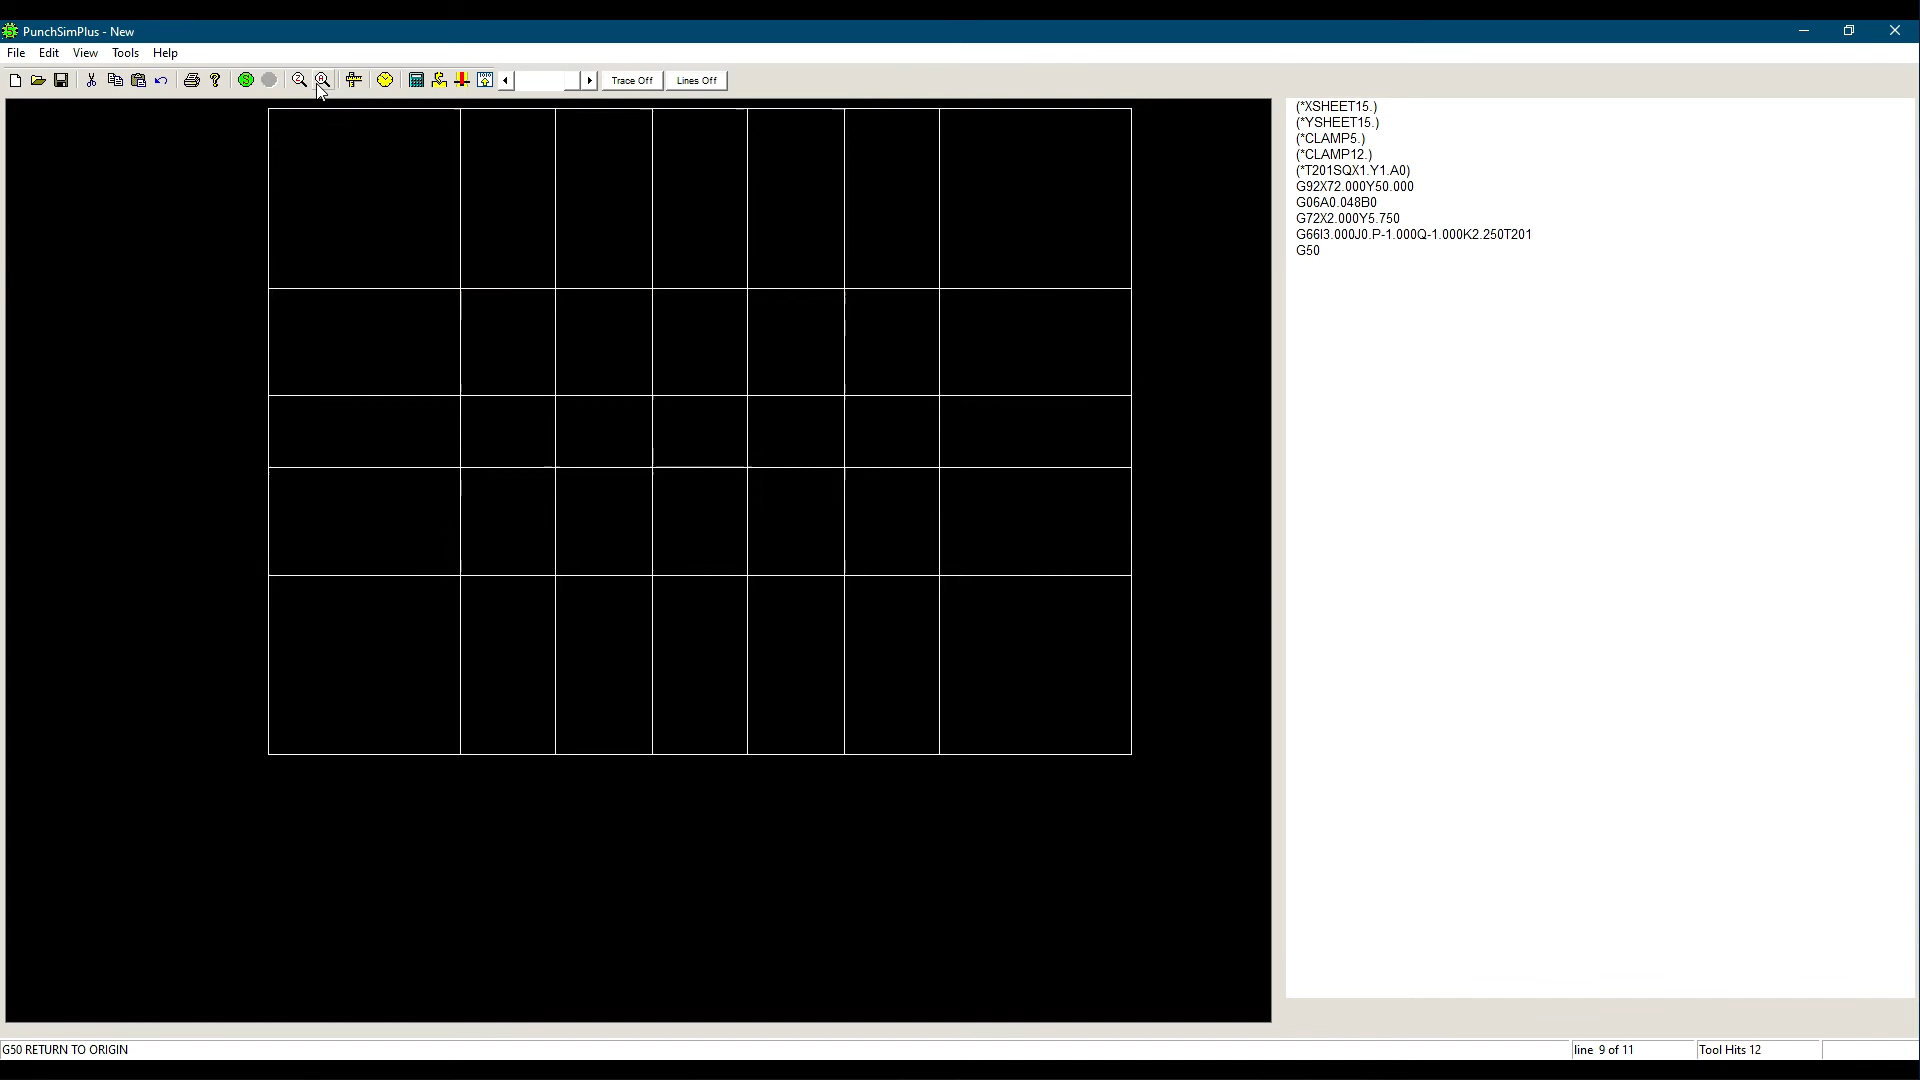 PunchSimPlus - New
File Edit View Tools Help
Trace Off Lines Off
(*XSHEET15.)
(*YSHEET15.)
(*CLAMP5.)
(*CLAMP12.)
(*T201SQX1.Y1.A0)
G92X72.000Y50.000
G06A0.048B0
G72X2.000Y5.750
G66I3.000J0.P-1.000Q-1.000K2.250T201
G50
G50 RETURN TO ORIGIN
line 9 of 11
Tool Hits 12